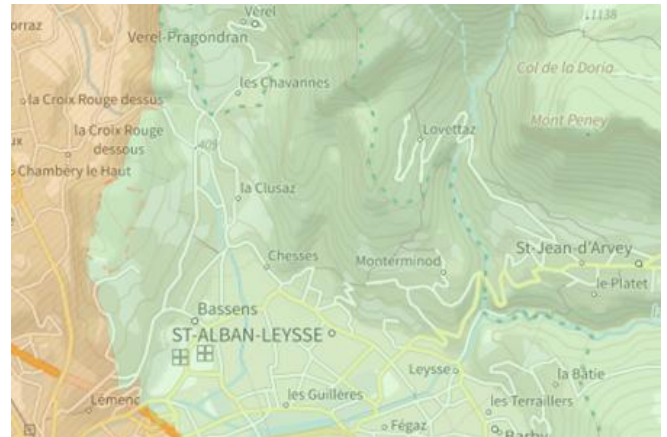 Verel
1138
orraz
Verel-Pragondran
Col de la Doria
les Chavannes
la Croix Rouge dessus
Mont Peney
la Croix Rouge
dessous
Lovettaz
409
ux
Chambéry le Haut
la Clusaz
St-Jean-d'Arvey
Chesses
Monterminod
le Platet
Bassens
ST-ALBAN-LEYSSE
Leysse
la Bâtie
les Guillères
les Terraillers
Lémenc
Fégaz
Barby